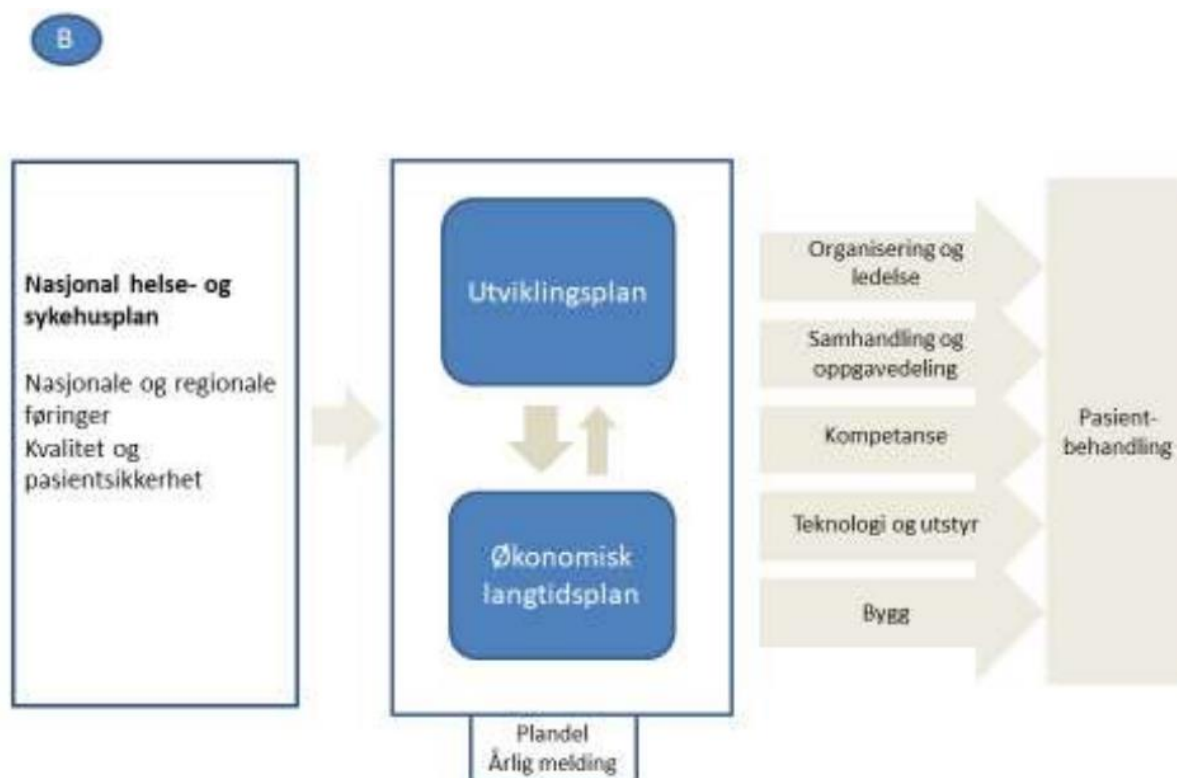 B
Nasjonal helse- og
sykehusplan
Nasjonale og regionale
føringer
Kvalitet og
pasientsikkerhet
Utviklingsplan
Økonomisk
langtidsplan
Plandel
Årlig melding
Organisering og
ledelse
Samhandling og
oppgavedeling
Kompetanse
Teknologi og utstyr
Bygg
Pasient-
behandling